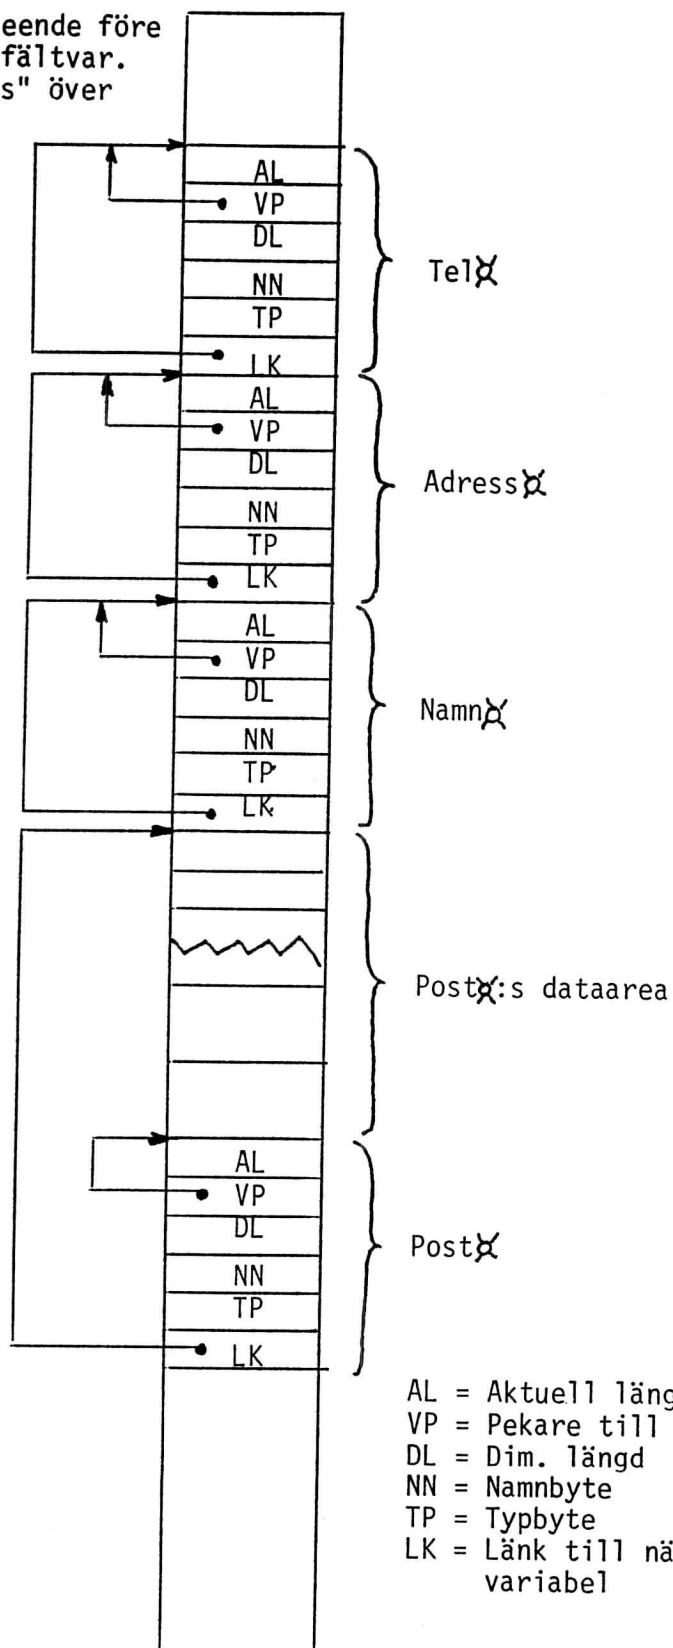 eende före
fältvar.
s" över
AL
VP
DL
NN
TP
LK
Tel¤
AL
VP
DL
NN
TP
LK
Adress¤
AL
VP
DL
NN
TP
LK
Namn¤
Post¤:s dataarea
AL
VP
DL
NN
TP
LK
Post¤
AL = Aktuell läng
VP = Pekare till
DL = Dim. längd
NN = Namnbyte
TP = Typbyte
LK = Länk till nä
variabel